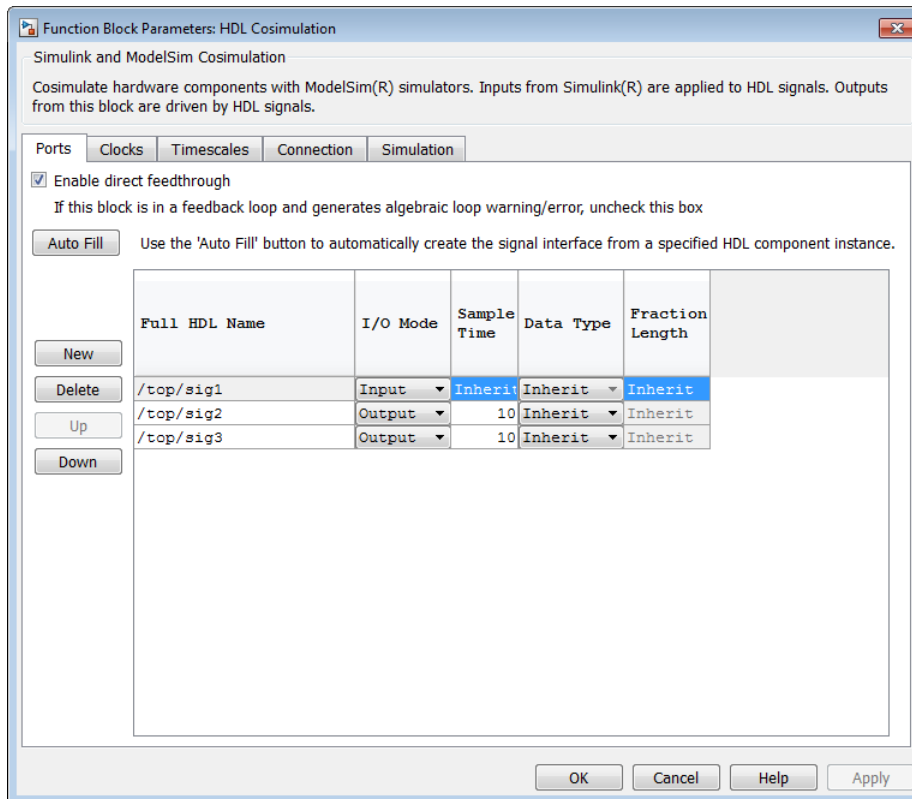 Function Block Parameters: HDL Cosimulation
Simulink and ModelSim Cosimulation
Cosimulate hardware components with ModelSim(R) simulators. Inputs from Simulink(R) are applied to HDL signals. Outputs
from this block are driven by HDL signals.
Ports Clocks Timescales Connection Simulation
Enable direct feedthrough
If this block is in a feedback loop and generates algebraic loop warning/error, uncheck this box
Auto Fill Use the 'Auto Fill' button to automatically create the signal interface from a specified HDL component instance.
Full HDL Name I/O Mode Sample Time Data Type Fraction Length
New
Delete /top/sig1 Input Inherit Inherit Inherit
/top/sig2 Output 10 Inherit Inherit
Up
/top/sig3 Output 10 Inherit Inherit
Down
OK Cancel Help Apply